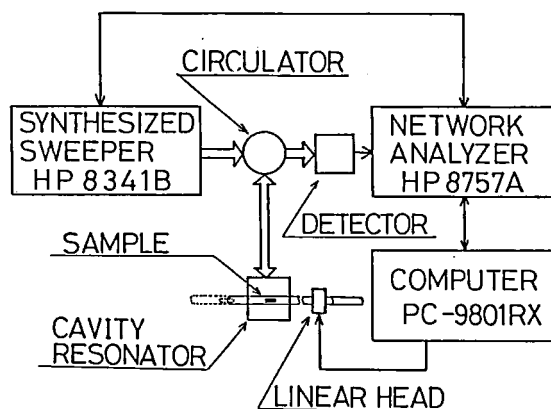 CIRCULATOR
SYNTHESIZED
SWEEPER
HP 8341B
NETWORK
ANALYZER
HP 8757A
DETECTOR
SAMPLE
CAVITY
RESONATOR
COMPUTER
PC-9801RX
LINEAR HEAD